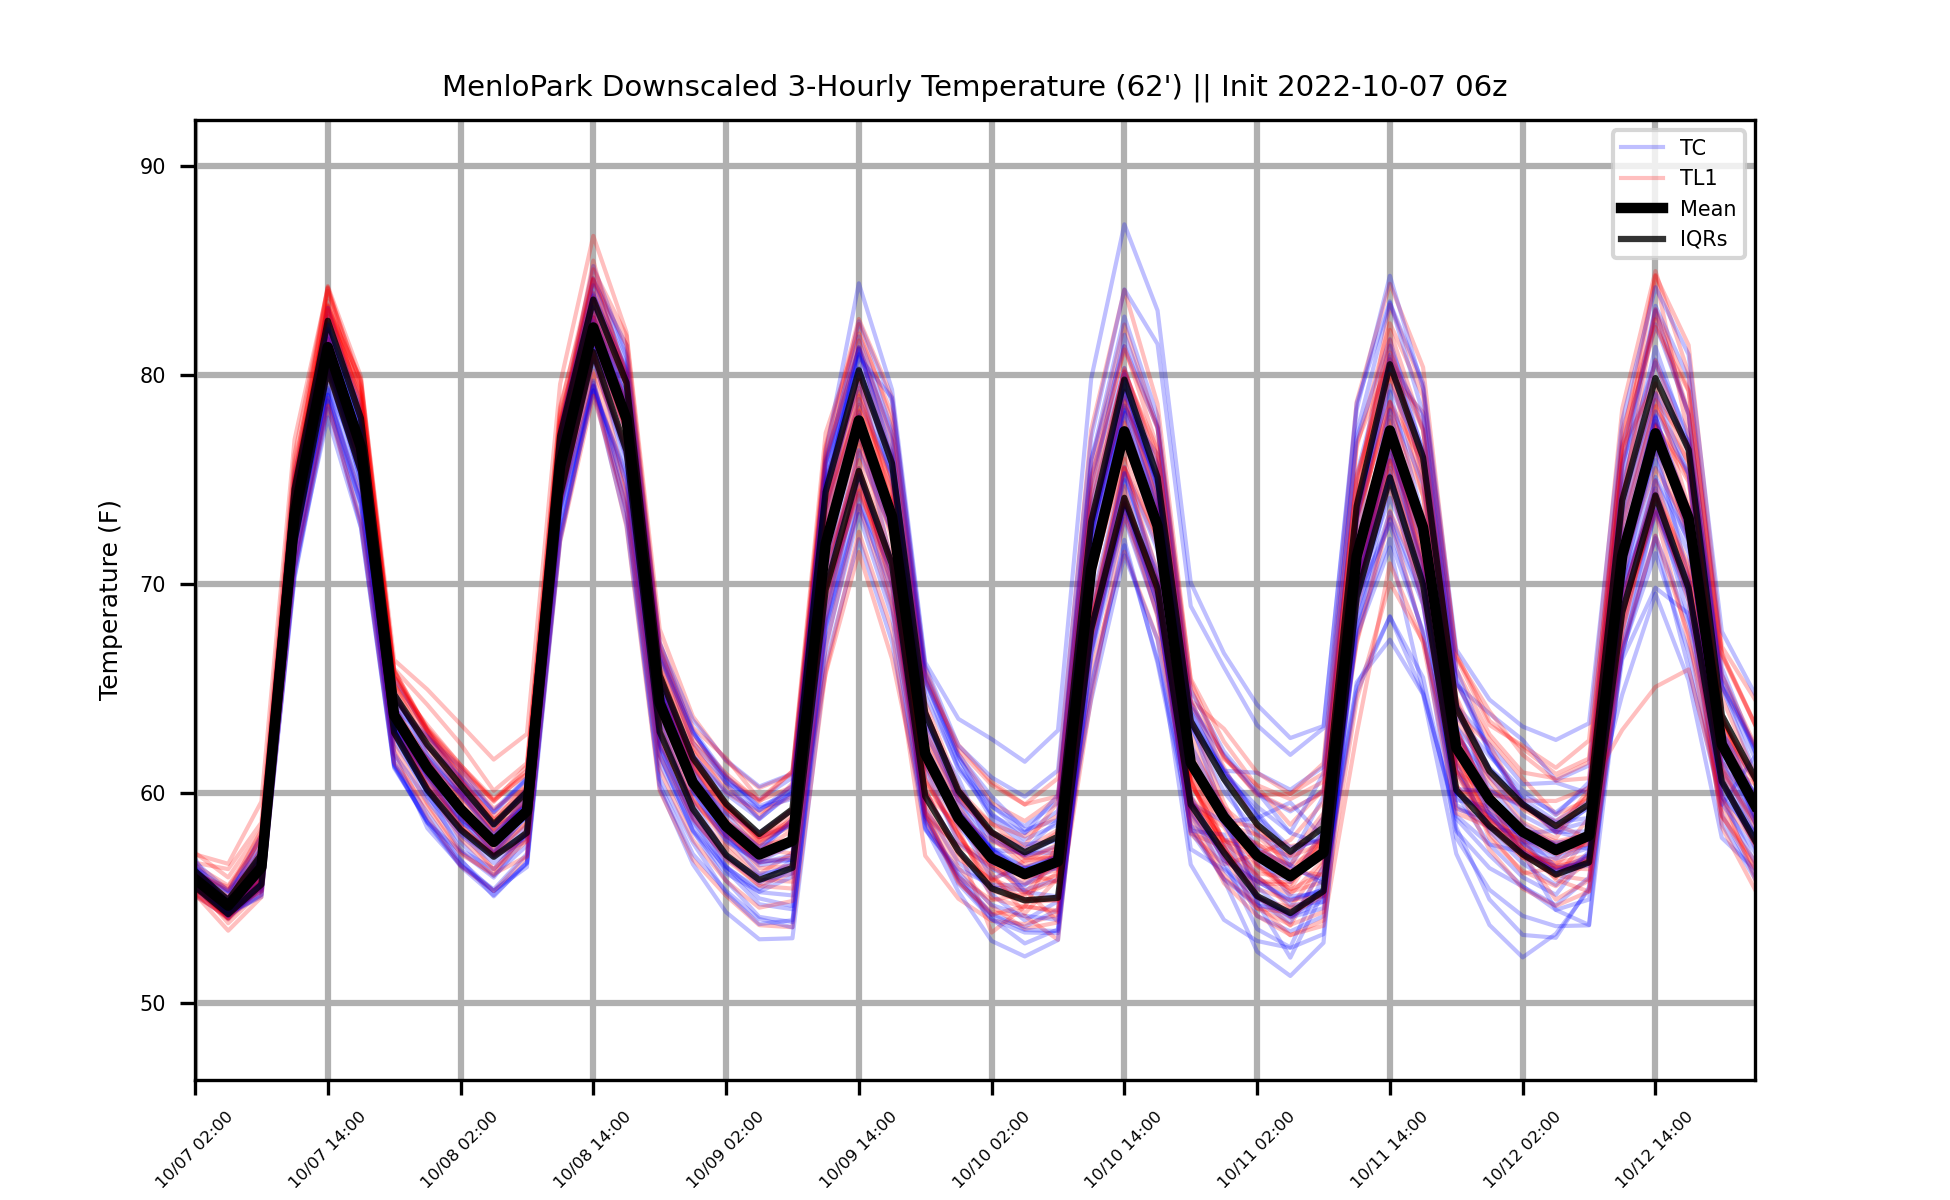 MenloPark Downscaled 3-Hourly Temperature (62') || Init 2022-10-07 06z
TC
TL1
Mean
IQRs
Temperature (F)
90
80
70
60
50
10/07 02:00
10/07 14:00
10/08 02:00
10/08 14:00
10/09 02:00
10/09 14:00
10/10 02:00
10/10 14:00
10/11 02:00
10/11 14:00
10/12 02:00
10/12 14:00